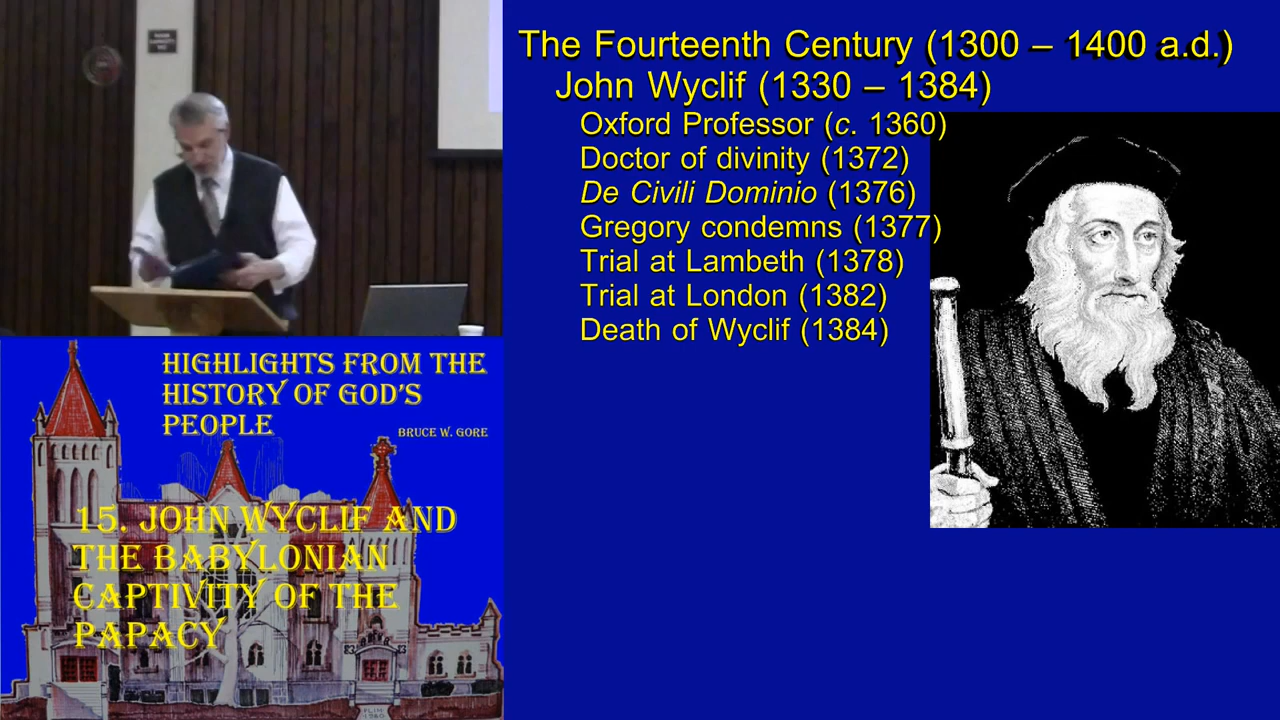 The Fourteenth Century (1300 – 1400 a.d.)
John Wyclif (1330 – 1384)
Oxford Professor (c. 1360)
Doctor of divinity (1372)
De Civili Dominio (1376)
Gregory condemns (1377)
Trial at Lambeth (1378)
Trial at London (1382)
Death of Wyclif (1384)
HIGHLIGHTS FROM THE
HISTORY OF GOD'S
PEOPLE
BRUCE W. GORE
15. JOHN WYCLIF AND
THE BABYLONIAN
CAPTIVITY OF THE
PAPACY